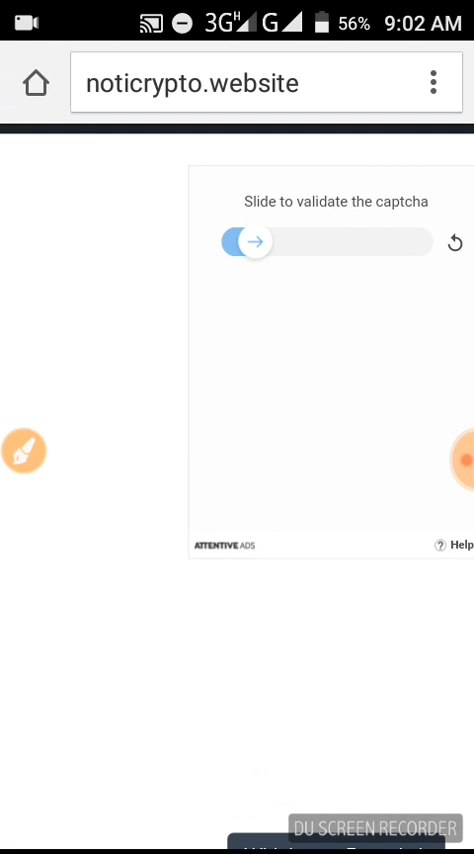 3G H G 56% 9:02 AM
noticrypto.website
Slide to validate the captcha
ATTENTIVE ADS
? Help
DU SCREEN RECORDER